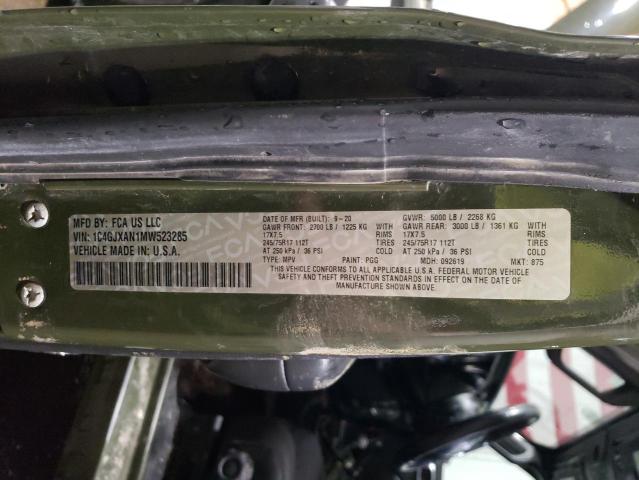 MFD BY: FCA US LLC
VIN: 1C4GJXAN1MW523285
VEHICLE MADE IN: U.S.A.
DATE OF MFR (BUILT): 9-20 GVWR: 5000 LB / 2268 KG
GAWR FRONT: 2700 LB / 1225 KG WITH GAWR REAR: 3000 LB / 1361 KG WITH
17X7.5 RIMS 17X7.5 RIMS
245/75R17 112T TIRES 245/75R17 112T TIRES
AT 250 kPa / 36 PSI COLD AT 250 kPa / 36 PSI COLD
TYPE: MPV PAINT: PGG MDH: 092619 MKT: 875
THIS VEHICLE CONFORMS TO ALL APPLICABLE U.S.A. FEDERAL MOTOR VEHICLE
SAFETY AND THEFT PREVENTION STANDARDS IN EFFECT ON THE DATE OF
MANUFACTURE SHOWN ABOVE.